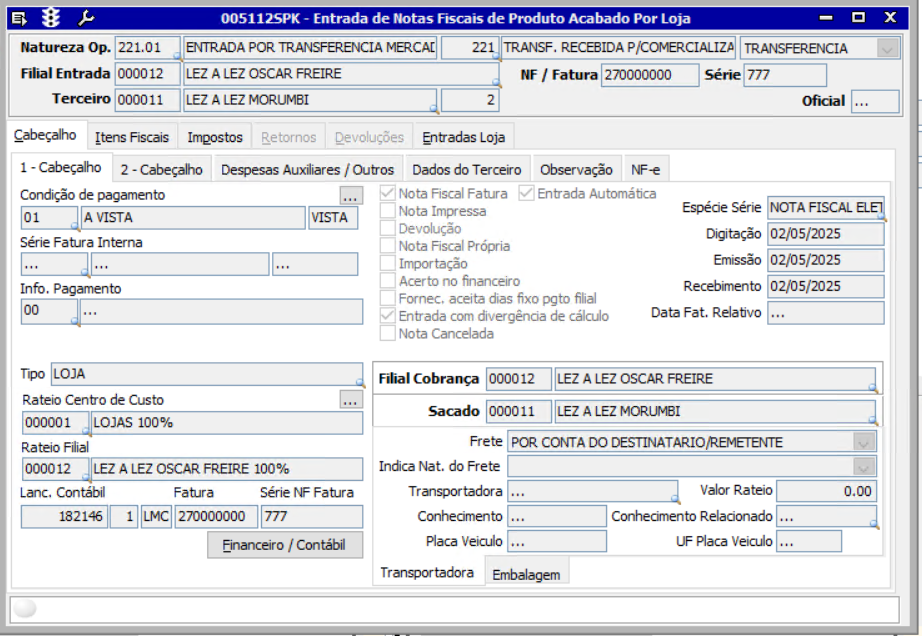 005112SPK - Entrada de Notas Fiscais de Produto Acabado Por Loja
Natureza Op. 221.01 ENTRADA POR TRANSFERENCIA MERCAI 221 TRANSF. RECEBIDA P/COMERCIALIZA TRANSFERENCIA
Filial Entrada 000012 LEZ A LEZ OSCAR FREIRE NF / Fatura 270000000 Série 777
Terceiro 000011 LEZ A LEZ MORUMBI 2 Oficial ...
Cabeçalho Itens Fiscais Impostos Retornos Devoluções Entradas Loja
1 - Cabeçalho 2 - Cabeçalho Despesas Auxiliares / Outros Dados do Terceiro Observação NF-e
Condição de pagamento ...
01 A VISTA VISTA
Série Fatura Interna
... ... ...
Info. Pagamento
00 ...
Nota Fiscal Fatura Entrada Automática
Nota Impressa
Devolução
Nota Fiscal Própria
Importação
Acerto no financeiro
Fornec. aceita dias fixo pgto filial
Entrada com divergência de cálculo
Nota Cancelada
Espécie Série NOTA FISCAL ELET
Digitação 02/05/2025
Emissão 02/05/2025
Recebimento 02/05/2025
Data Fat. Relativo ...
Tipo LOJA
Rateio Centro de Custo ...
000001 LOJAS 100%
Rateio Filial
000012 LEZ A LEZ OSCAR FREIRE 100%
Lanc. Contábil Fatura Série NF Fatura
182146 1 LMC 270000000 777
Financeiro / Contábil
Filial Cobrança 000012 LEZ A LEZ OSCAR FREIRE
Sacado 000011 LEZ A LEZ MORUMBI
Frete POR CONTA DO DESTINATARIO/REMETENTE
Indica Nat. do Frete
Transportadora ... Valor Rateio 0.00
Conhecimento ... Conhecimento Relacionado ...
Placa Veiculo ... UF Placa Veiculo ...
Transportadora Embalagem